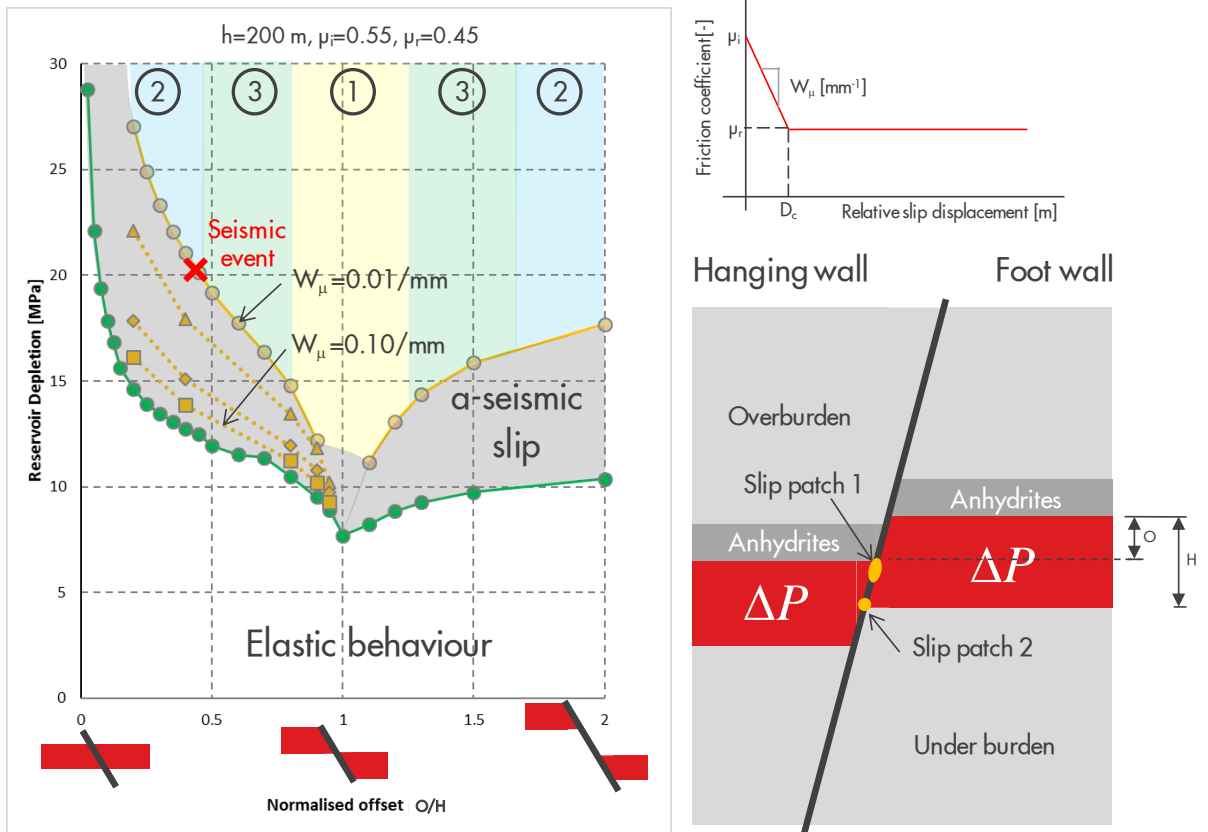 h=200 m, μi=0.55, μr=0.45
30
25
20
15
10
5
0
Reservoir Depletion [MPa]
2
3
1
3
2
Seismic
event
Wμ=0.01/mm
Wμ=0.10/mm
a-seismic
slip
Elastic behaviour
0
0.5
1
1.5
2
Normalised offset O/H
Friction coefficient[-]
μi
Wμ [mm-1]
μr
Dc
Relative slip displacement [m]
Hanging wall
Foot wall
Overburden
Slip patch 1
Anhydrites
Anhydrites
O
H
ΔP
ΔP
Slip patch 2
Under burden